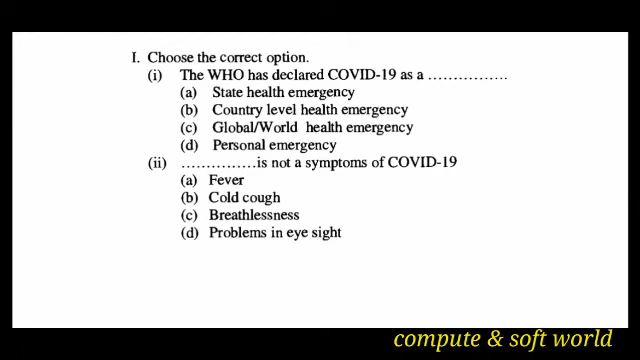 I. Choose the correct option.
(i) The WHO has declared COVID-19 as a ................
(a) State health emergency
(b) Country level health emergency
(c) Global/World health emergency
(d) Personal emergency
(ii) ...............is not a symptoms of COVID-19
(a) Fever
(b) Cold cough
(c) Breathlessness
(d) Problems in eye sight
compute & soft world